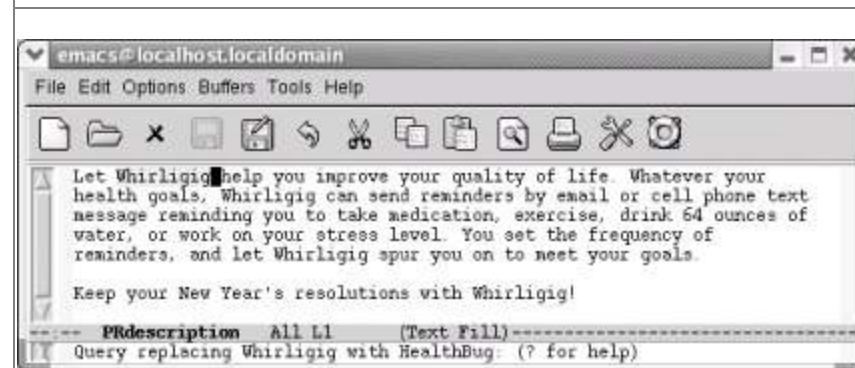 emacs@localhost.localdomain
File Edit Options Buffers Tools Help
Let Whirligig help you improve your quality of life. Whatever your
health goals, Whirligig can send reminders by email or cell phone text
message reminding you to take medication, exercise, drink 64 ounces of
water, or work on your stress level. You set the frequency of
reminders, and let Whirligig spur you on to meet your goals.
Keep your New Year's resolutions with Whirligig!
--:-- PRdescription All L1 (Text Fill)------------------------------------
Query replacing Whirligig with HealthBug: (? for help)